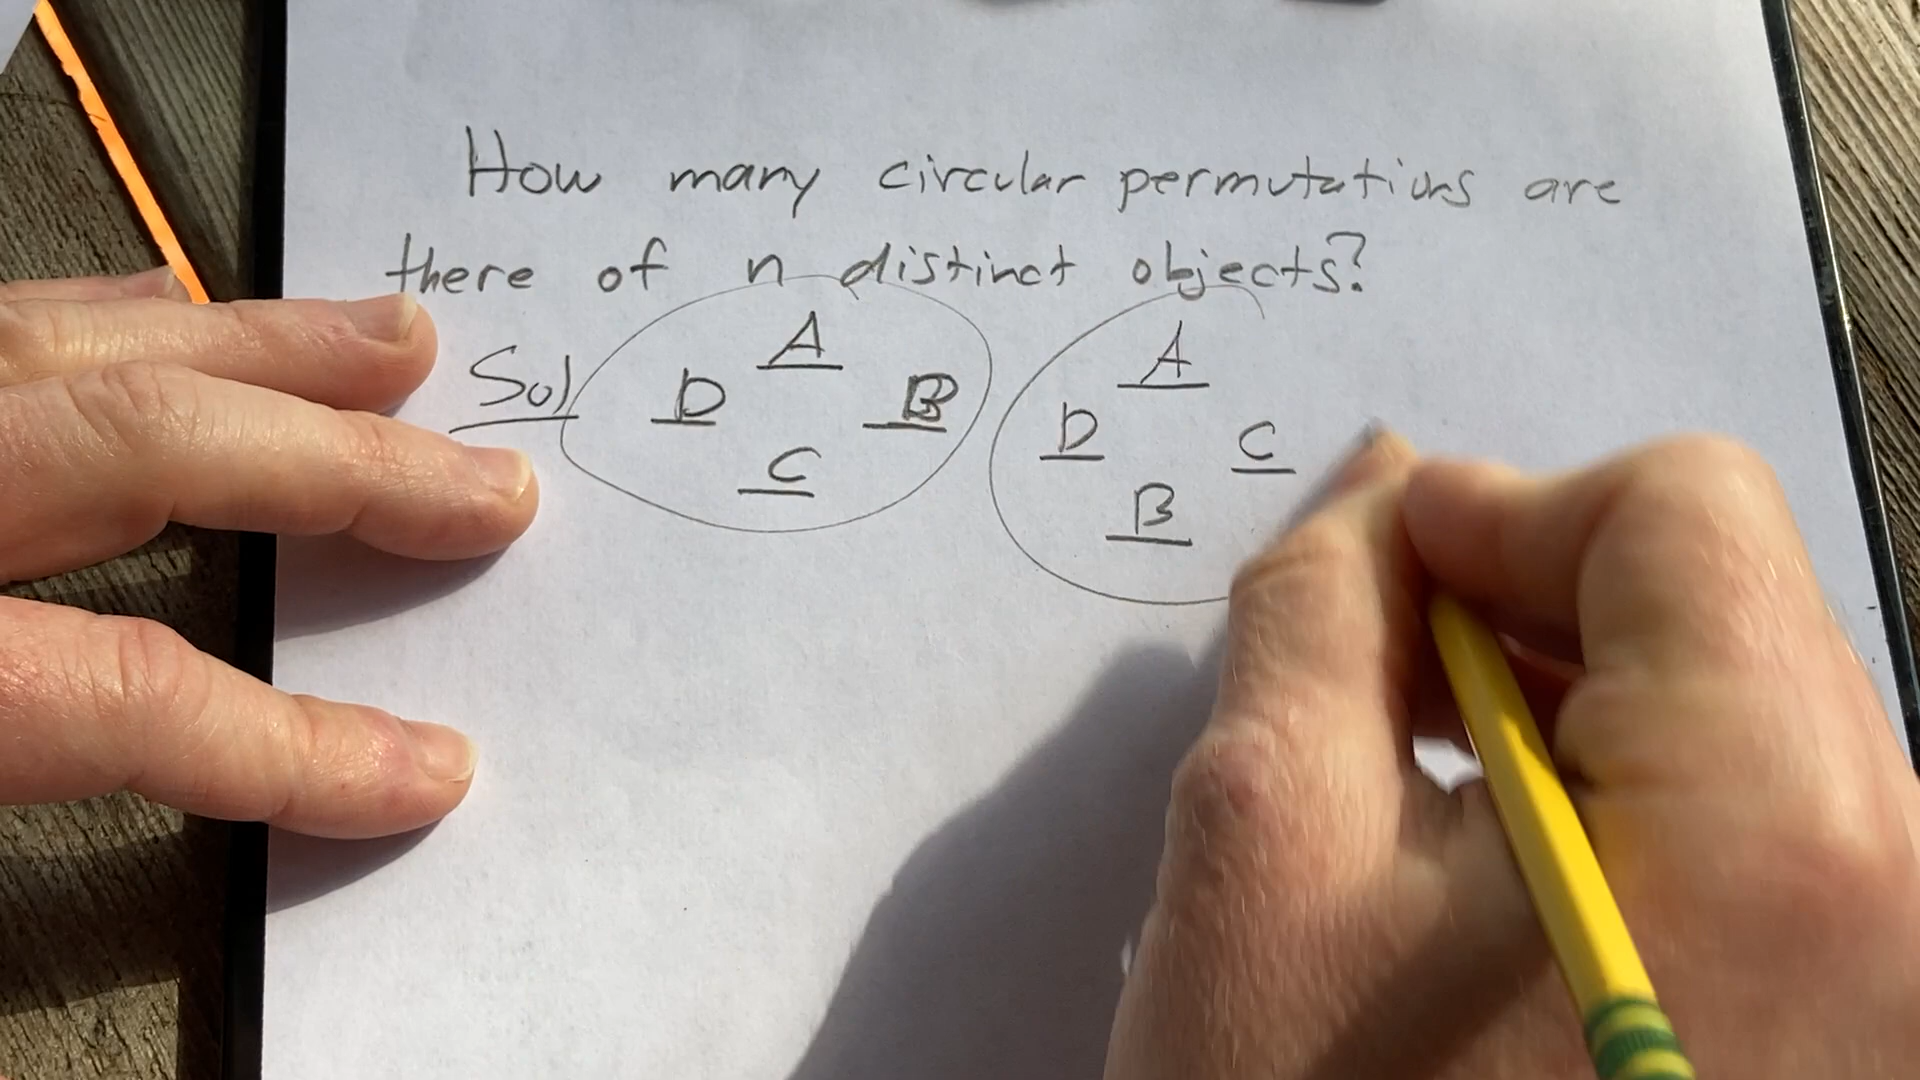 How many circular permutations are
there of n distinct objects?
Sol
A A
D B D C
C B